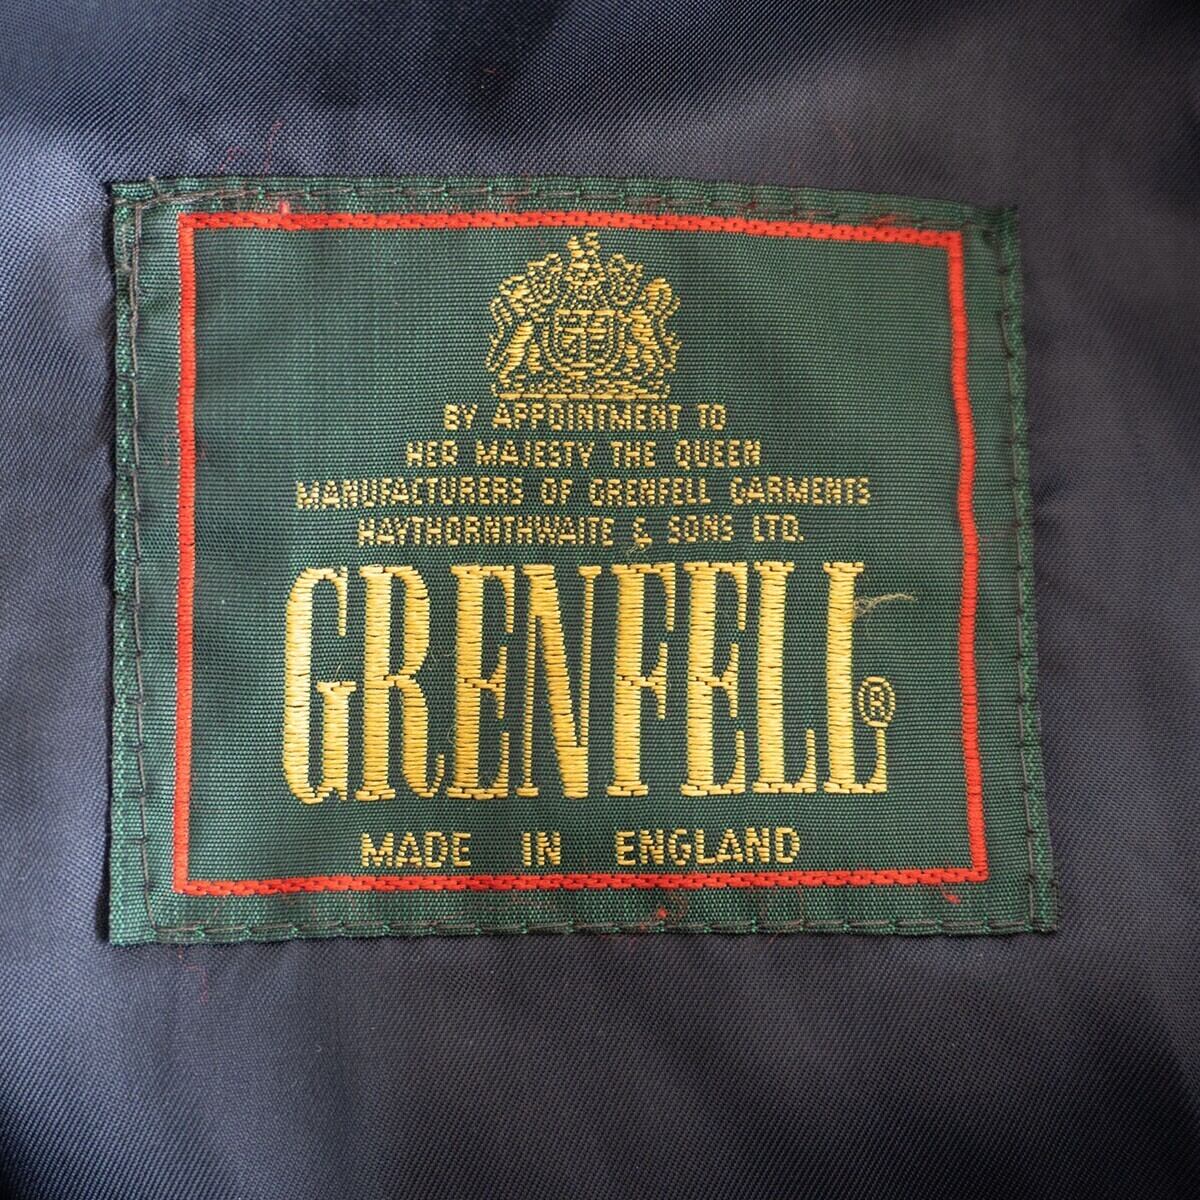 BY APPOINTMENT TO
HER MAJESTY THE QUEEN
MANUFACTURERS OF GRENFELL GARMENTS
HAYTHORNTHWAITE & SONS LTD.
GRENFELL®
MADE IN ENGLAND